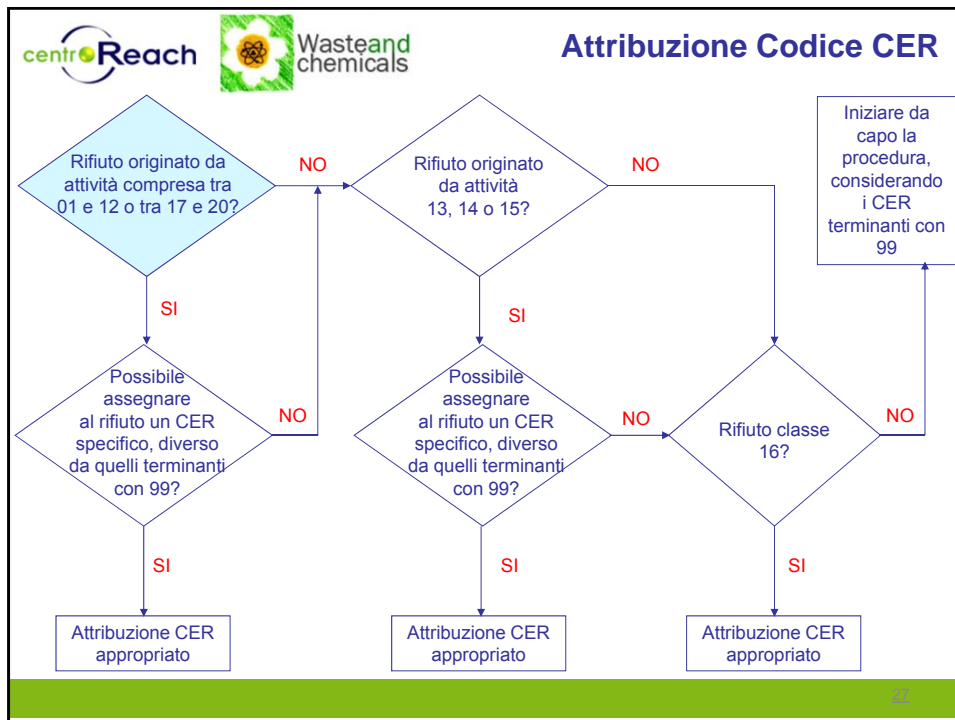 centroReach
Wasteand
chemicals
Attribuzione Codice CER
Rifiuto originato da
attività compresa tra
01 e 12 o tra 17 e 20?
NO
Rifiuto originato
da attività
13, 14 o 15?
NO
Iniziare da
capo la
procedura,
considerando
i CER
terminanti con
99
SI
SI
Possibile
assegnare
al rifiuto un CER
specifico, diverso
da quelli terminanti
con 99?
NO
Possibile
assegnare
al rifiuto un CER
specifico, diverso
da quelli terminanti
con 99?
NO
Rifiuto classe
16?
NO
SI
SI
SI
Attribuzione CER
appropriato
Attribuzione CER
appropriato
Attribuzione CER
appropriato
27